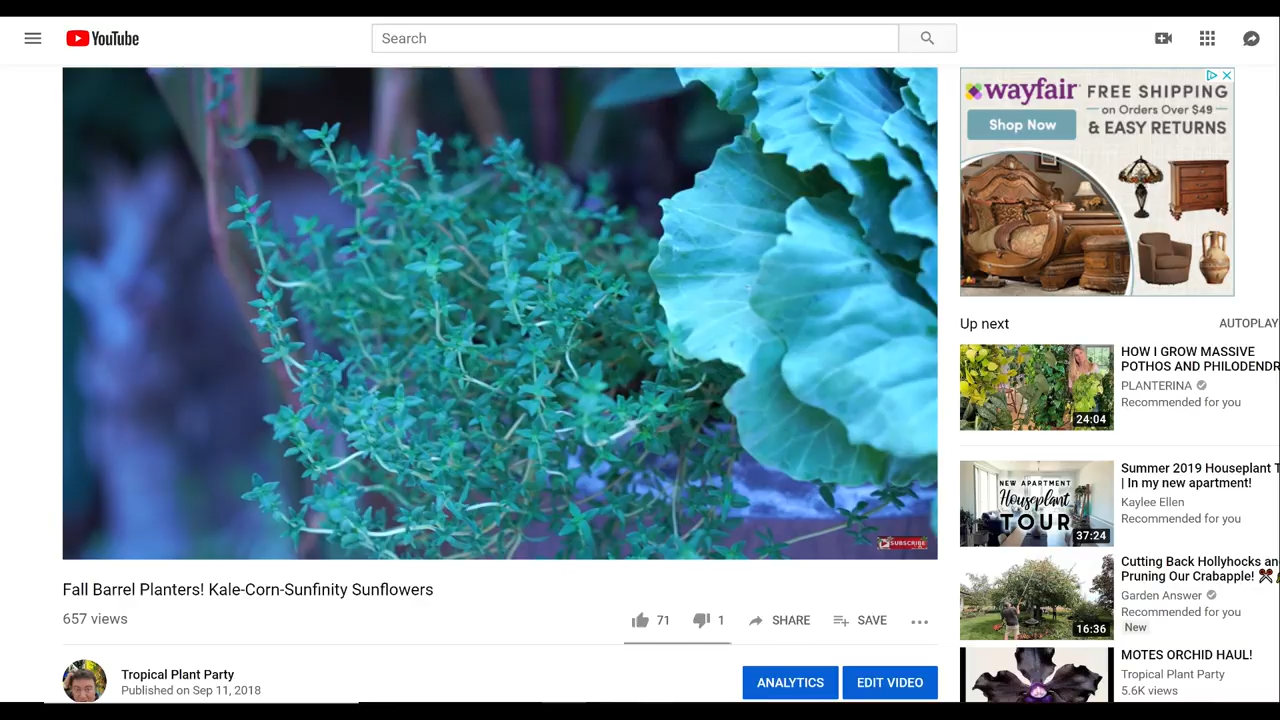 YouTube
Search
wayfair
FREE SHIPPING
on Orders Over $49
& EASY RETURNS
Shop Now
SUBSCRIBE
Fall Barrel Planters! Kale-Corn-Sunfinity Sunflowers
657 views
71
1
SHARE
SAVE
Tropical Plant Party
Published on Sep 11, 2018
ANALYTICS
EDIT VIDEO
Up next
AUTOPLAY
24:04
HOW I GROW MASSIVE
POTHOS AND PHILODENDR
PLANTERINA
Recommended for you
NEW APARTMENT
Houseplant
TOUR
37:24
Summer 2019 Houseplant T
| In my new apartment!
Kaylee Ellen
Recommended for you
16:36
Cutting Back Hollyhocks an
Pruning Our Crabapple!
Garden Answer
Recommended for you
New
MOTES ORCHID HAUL!
Tropical Plant Party
5.6K views